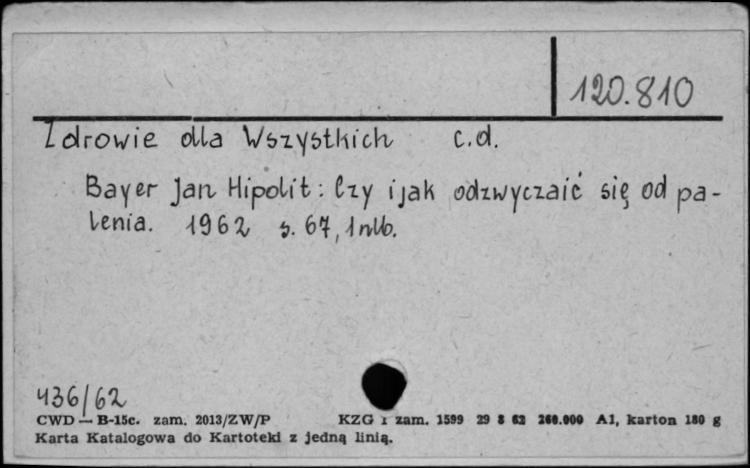 120.810
Zdrowie dla Wszystkich c.d.
Bayer Jan Hipolit: Czy i jak odzwyczaić się od pa-
lenia. 1962 s. 67, 1 nlb.
436/62
CWD — B-15c. zam. 2013/ZW/P KZG 1 zam. 1599 29 8 62 260.000 A1, karton 180 g
Karta Katalogowa do Kartoteki z jedną linią.